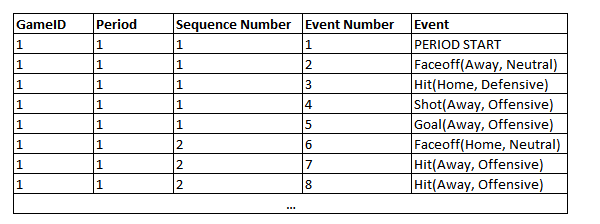 GameID Period Sequence Number Event Number Event
1 1 1 1 PERIOD START
1 1 1 2 Faceoff(Away, Neutral)
1 1 1 3 Hit(Home, Defensive)
1 1 1 4 Shot(Away, Offensive)
1 1 1 5 Goal(Away, Offensive)
1 1 2 6 Faceoff(Home, Neutral)
1 1 2 7 Hit(Away, Offensive)
1 1 2 8 Hit(Away, Offensive)
...